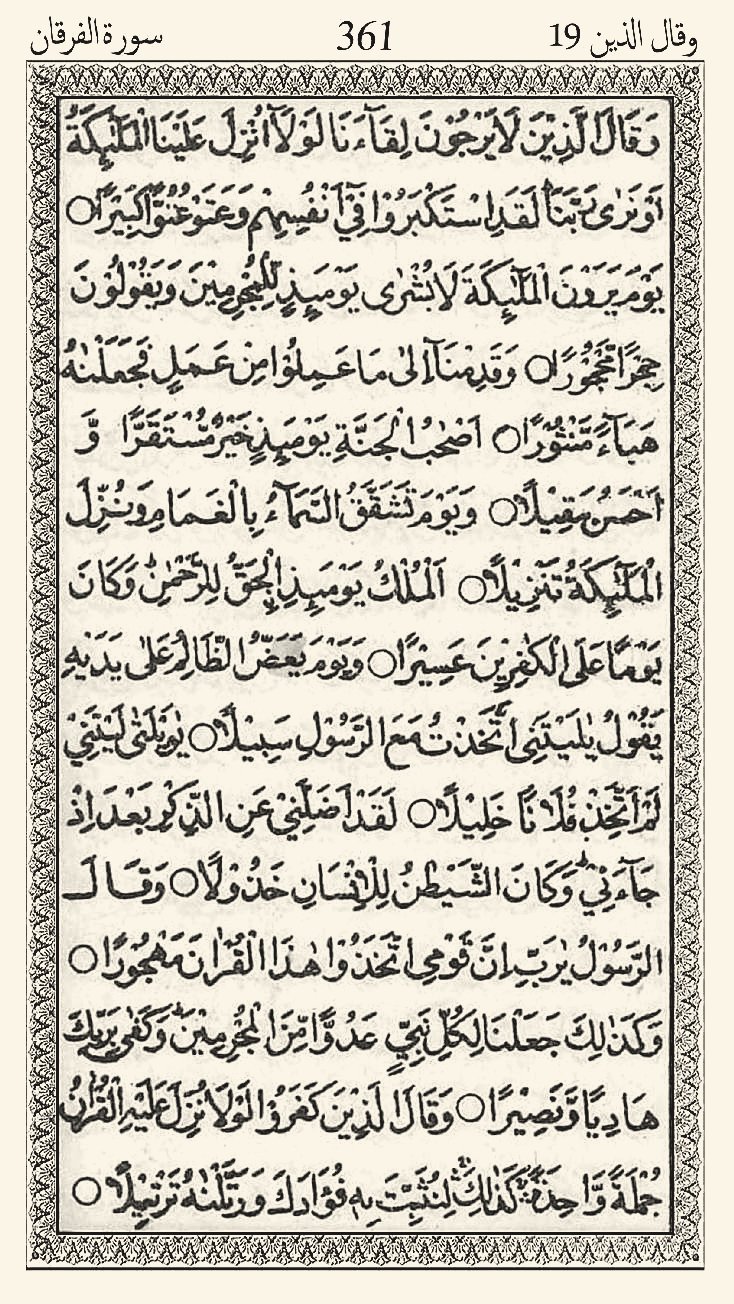 وقال الذين 19 361 سورة الفرقان
وَقَالَ الَّذِيْنَ لَا يَرْجُوْنَ لِقَآءَنَا لَوْلَاۤ اُنْزِلَ عَلَيْنَا الْمَلٰٓئِكَةُ
اَوْ نَرٰى رَبَّنَاؕ لَقَدِ اسْتَكْبَرُوْا فِيْۤ اَنْفُسِهِمْ وَعَتَوْ عُتُوًّا كَبِيْرًا ○
يَوْمَ يَرَوْنَ الْمَلٰٓئِكَةَ لَا بُشْرٰى يَوْمَئِذٍ لِّلْمُجْرِمِيْنَ وَيَقُوْلُوْنَ
حِجْرًا مَّحْجُوْرًا ○ وَقَدِمْنَاۤ اِلٰى مَا عَمِلُوْا مِنْ عَمَلٍ فَجَعَلْنٰهُ
هَبَآءً مَّنْثُوْرًا ○ اَصْحٰبُ الْجَنَّةِ يَوْمَئِذٍ خَيْرٌ مُّسْتَقَرًّا وَّ
اَحْسَنُ مَقِيْلًا ○ وَيَوْمَ تَشَقَّقُ السَّمَآءُ بِالْغَمَامِ وَنُزِّلَ
الْمَلٰٓئِكَةُ تَنْزِيْلًا ○ اَلْمُلْكُ يَوْمَئِذِ اۨلْحَقُّ لِلرَّحْمٰنِؕ وَكَانَ
يَوْمًا عَلَى الْكٰفِرِيْنَ عَسِيْرًا ○ وَيَوْمَ يَعَضُّ الظَّالِمُ عَلٰى يَدَيْهِ
يَقُوْلُ يٰلَيْتَنِى اتَّخَذْتُ مَعَ الرَّسُوْلِ سَبِيْلًا ○ يٰوَيْلَتٰى لَيْتَنِيْ
لَمْ اَتَّخِذْ فُلَانًا خَلِيْلًا ○ لَقَدْ اَضَلَّنِيْ عَنِ الذِّكْرِ بَعْدَ اِذْ
جَآءَنِيْؕ وَكَانَ الشَّيْطٰنُ لِلْاِنْسَانِ خَذُوْلًا ○ وَقَالَ
الرَّسُوْلُ يٰرَبِّ اِنَّ قَوْمِى اتَّخَذُوْا هٰذَا الْقُرْاٰنَ مَهْجُوْرًا ○
وَكَذٰلِكَ جَعَلْنَا لِكُلِّ نَبِيٍّ عَدُوًّا مِّنَ الْمُجْرِمِيْنَؕ وَكَفٰى بِرَبِّكَ
هَادِيًا وَّنَصِيْرًا ○ وَقَالَ الَّذِيْنَ كَفَرُوْا لَوْلَا نُزِّلَ عَلَيْهِ الْقُرْاٰنُ
جُمْلَةً وَّاحِدَةًۛۚ كَذٰلِكَۛۚ لِنُثَبِّتَ بِهٖ فُؤَادَكَ وَرَتَّلْنٰهُ تَرْتِيْلًا ○